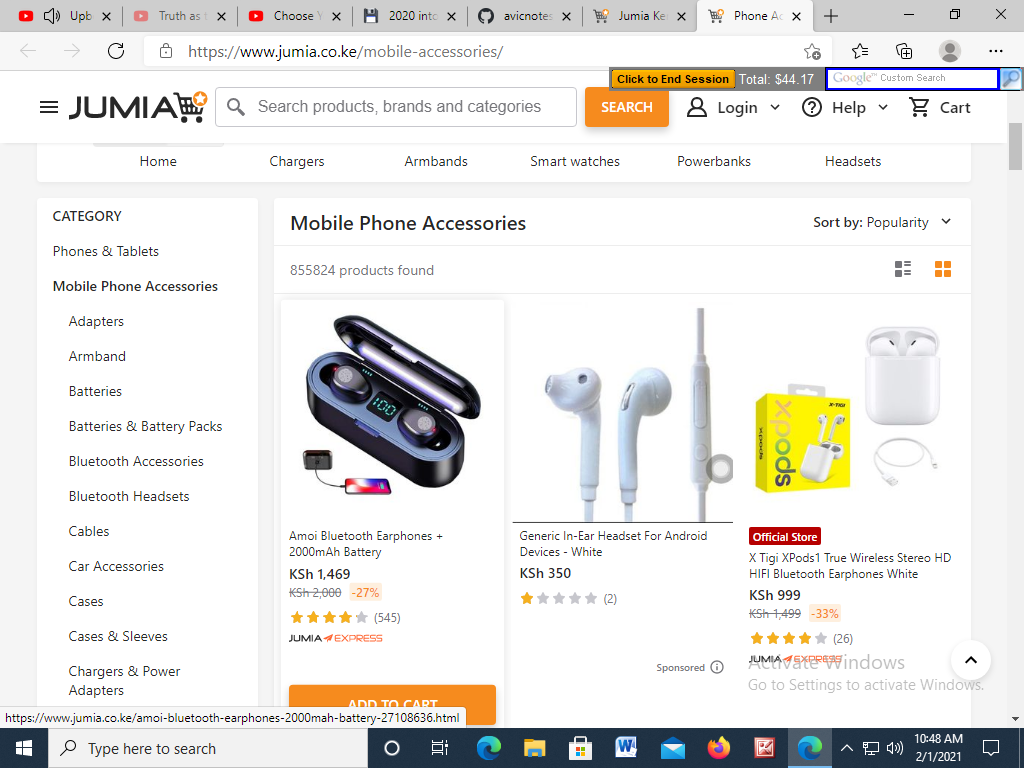 Upb
Truth as t
Choose Y
2020 intc
avicnotes
Jumia Ke
Phone Ac
https://www.jumia.co.ke/mobile-accessories/
Click to End Session Total: $44.17 Google™ Custom Search
JUMIA Search products, brands and categories SEARCH Login Help Cart
Home Chargers Armbands Smart watches Powerbanks Headsets
CATEGORY
Phones & Tablets
Mobile Phone Accessories
Adapters
Armband
Batteries
Batteries & Battery Packs
Bluetooth Accessories
Bluetooth Headsets
Cables
Car Accessories
Cases
Cases & Sleeves
Chargers & Power
Adapters
Mobile Phone Accessories Sort by: Popularity
855824 products found
100
Amoi Bluetooth Earphones +
2000mAh Battery
KSh 1,469
KSh 2,000 -27%
(545)
JUMIA EXPRESS
ADD TO CART
Generic In-Ear Headset For Android
Devices - White
KSh 350
(2)
Sponsored
X-TIGI
xpods
Xpods
Official Store
X Tigi XPods1 True Wireless Stereo HD
HIFI Bluetooth Earphones White
KSh 999
KSh 1,499 -33%
(26)
JUMIA EXPRESS
Activate Windows
Go to Settings to activate Windows.
https://www.jumia.co.ke/amoi-bluetooth-earphones-2000mah-battery-27108636.html
Type here to search
10:48 AM
2/1/2021